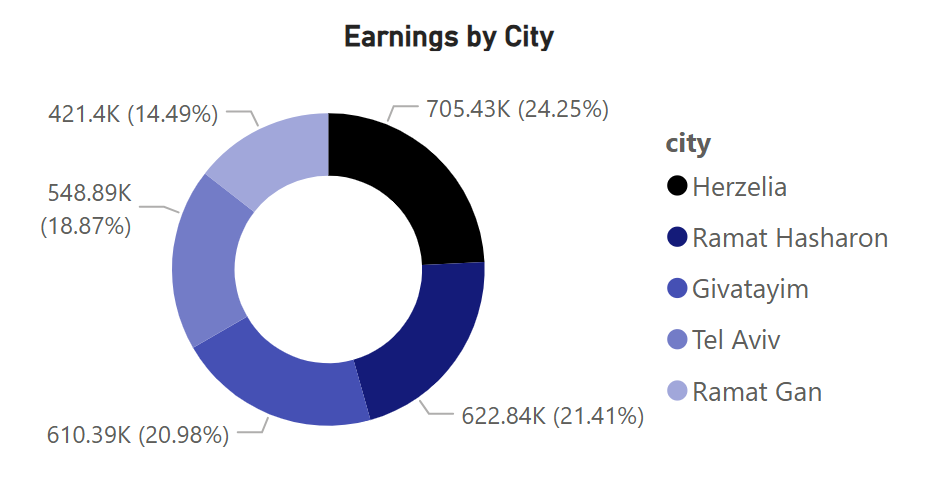 Earnings by City
421.4K (14.49%)
705.43K (24.25%)
548.89K
(18.87%)
610.39K (20.98%)
622.84K (21.41%)
city
Herzelia
Ramat Hasharon
Givatayim
Tel Aviv
Ramat Gan